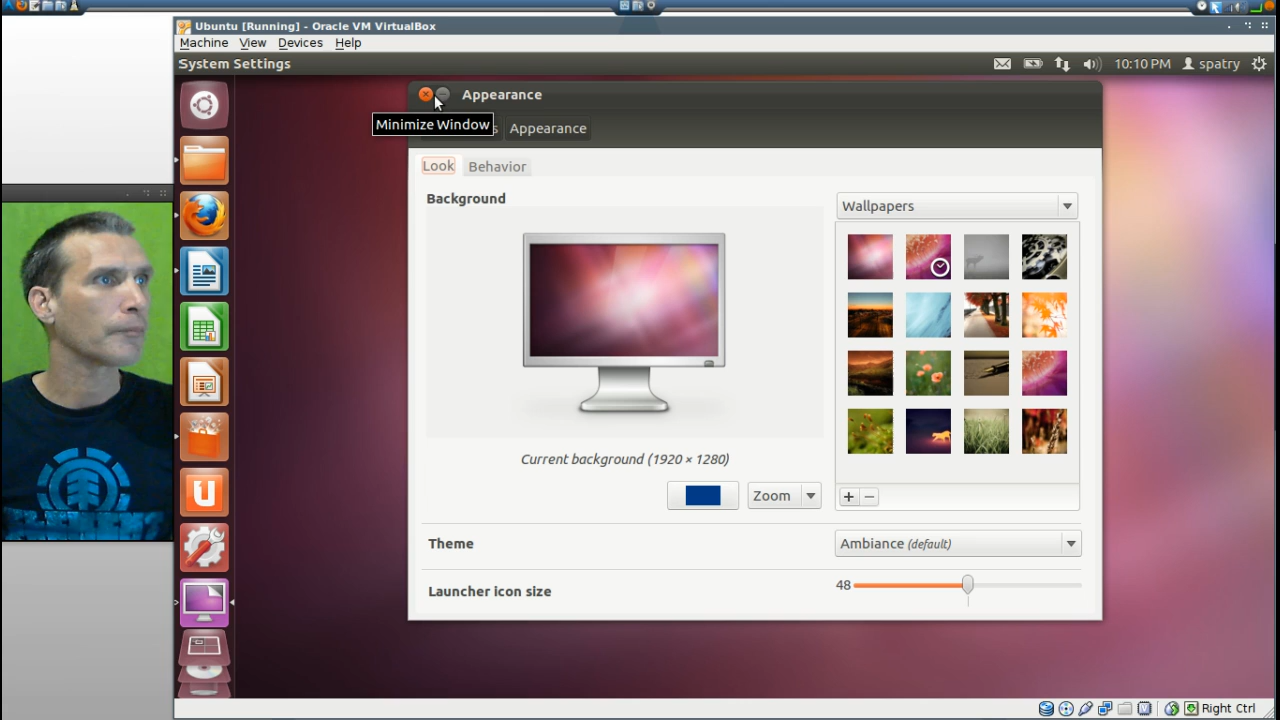 Ubuntu [Running] - Oracle VM VirtualBox
Machine View Devices Help
System Settings
10:10 PM spatry
Appearance
Minimize Window
s Appearance
Look Behavior
Background
Wallpapers
Current background (1920 × 1280)
Zoom
+ −
Theme
Ambiance (default)
Launcher icon size
48
Right Ctrl